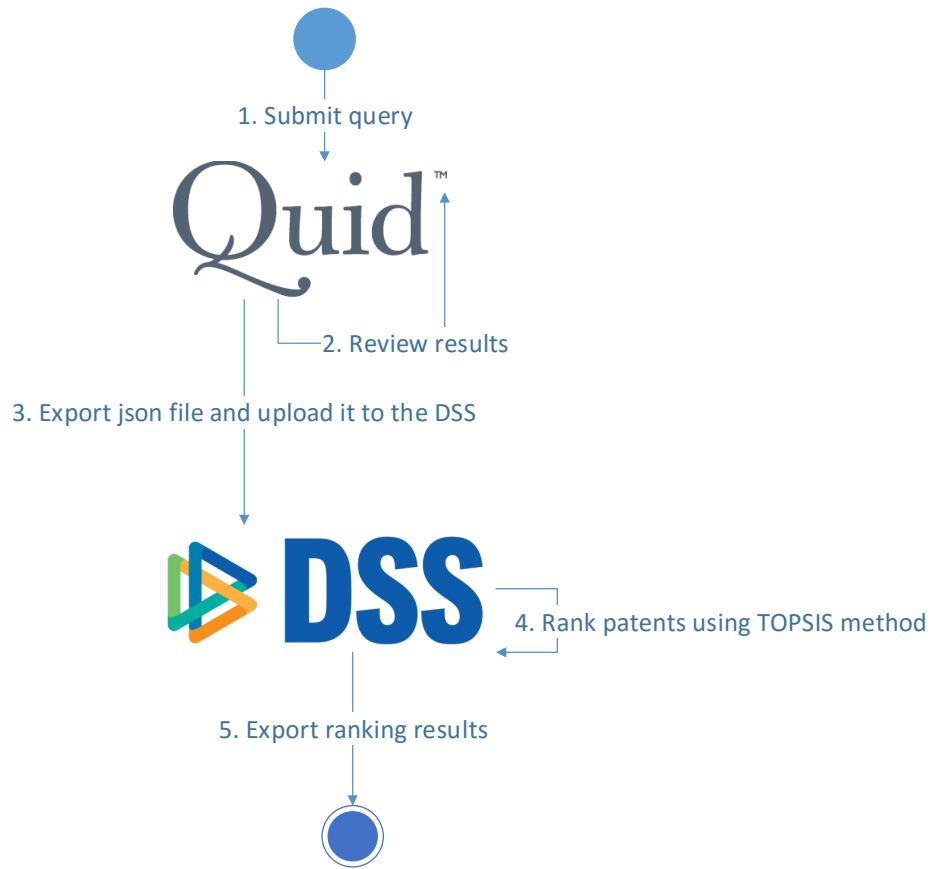 1. Submit query
Quid™
2. Review results
3. Export json file and upload it to the DSS
DSS
4. Rank patents using TOPSIS method
5. Export ranking results